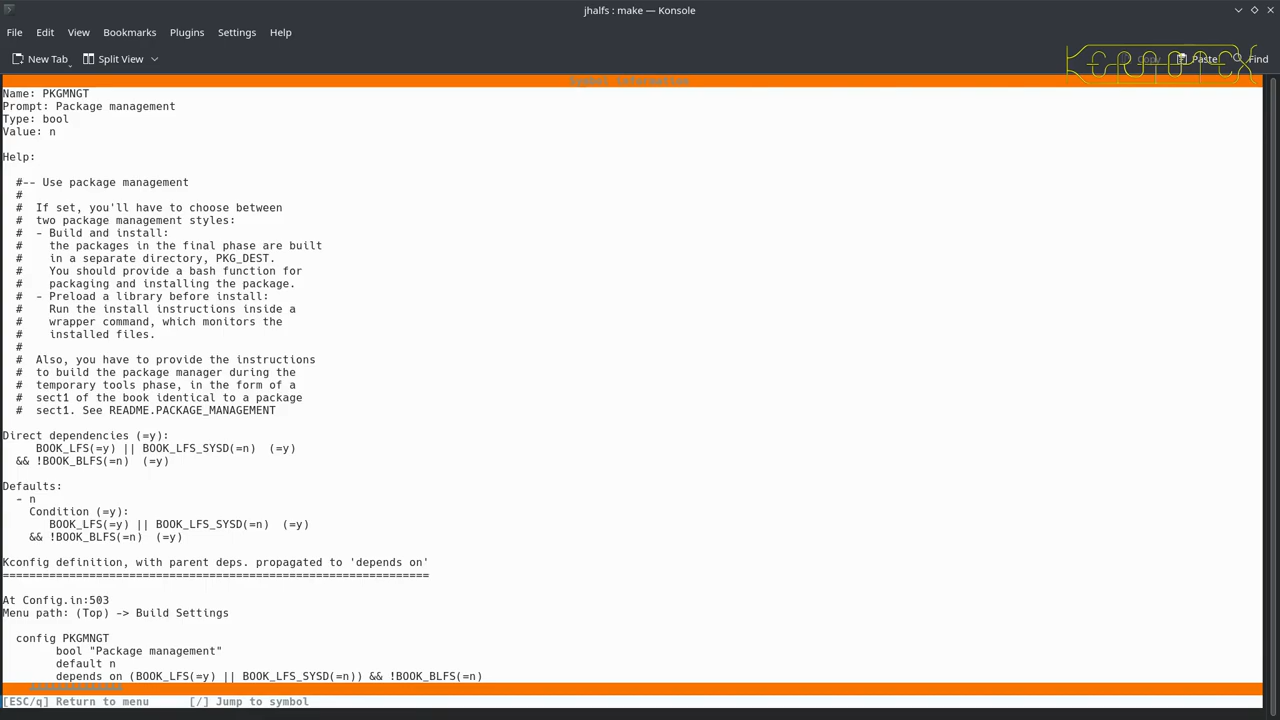 jhalfs : make — Konsole
File Edit View Bookmarks Plugins Settings Help
New Tab Split View Copy Paste Find
Symbol information
Name: PKGMNGT
Prompt: Package management
Type: bool
Value: n
Help:
#-- Use package management
#
# If set, you'll have to choose between
# two package management styles:
# - Build and install:
# the packages in the final phase are built
# in a separate directory, PKG_DEST.
# You should provide a bash function for
# packaging and installing the package.
# - Preload a library before install:
# Run the install instructions inside a
# wrapper command, which monitors the
# installed files.
#
# Also, you have to provide the instructions
# to build the package manager during the
# temporary tools phase, in the form of a
# sect1 of the book identical to a package
# sect1. See README.PACKAGE_MANAGEMENT
Direct dependencies (=y):
BOOK_LFS(=y) || BOOK_LFS_SYSD(=n) (=y)
&& !BOOK_BLFS(=n) (=y)
Defaults:
- n
Condition (=y):
BOOK_LFS(=y) || BOOK_LFS_SYSD(=n) (=y)
&& !BOOK_BLFS(=n) (=y)
Kconfig definition, with parent deps. propagated to 'depends on'
================================================================
At Config.in:503
Menu path: (Top) -> Build Settings
config PKGMNGT
bool "Package management"
default n
depends on (BOOK_LFS(=y) || BOOK_LFS_SYSD(=n)) && !BOOK_BLFS(=n)
[ESC/q] Return to menu [/] Jump to symbol